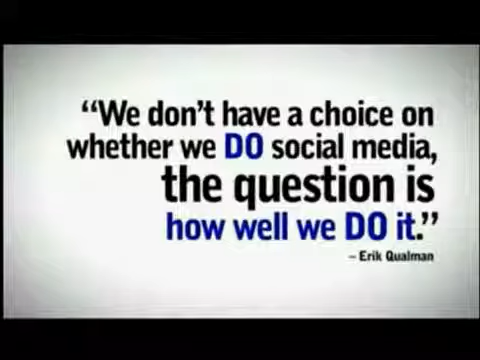 “We don’t have a choice on
whether we DO social media,
the question is
how well we DO it.”
– Erik Qualman